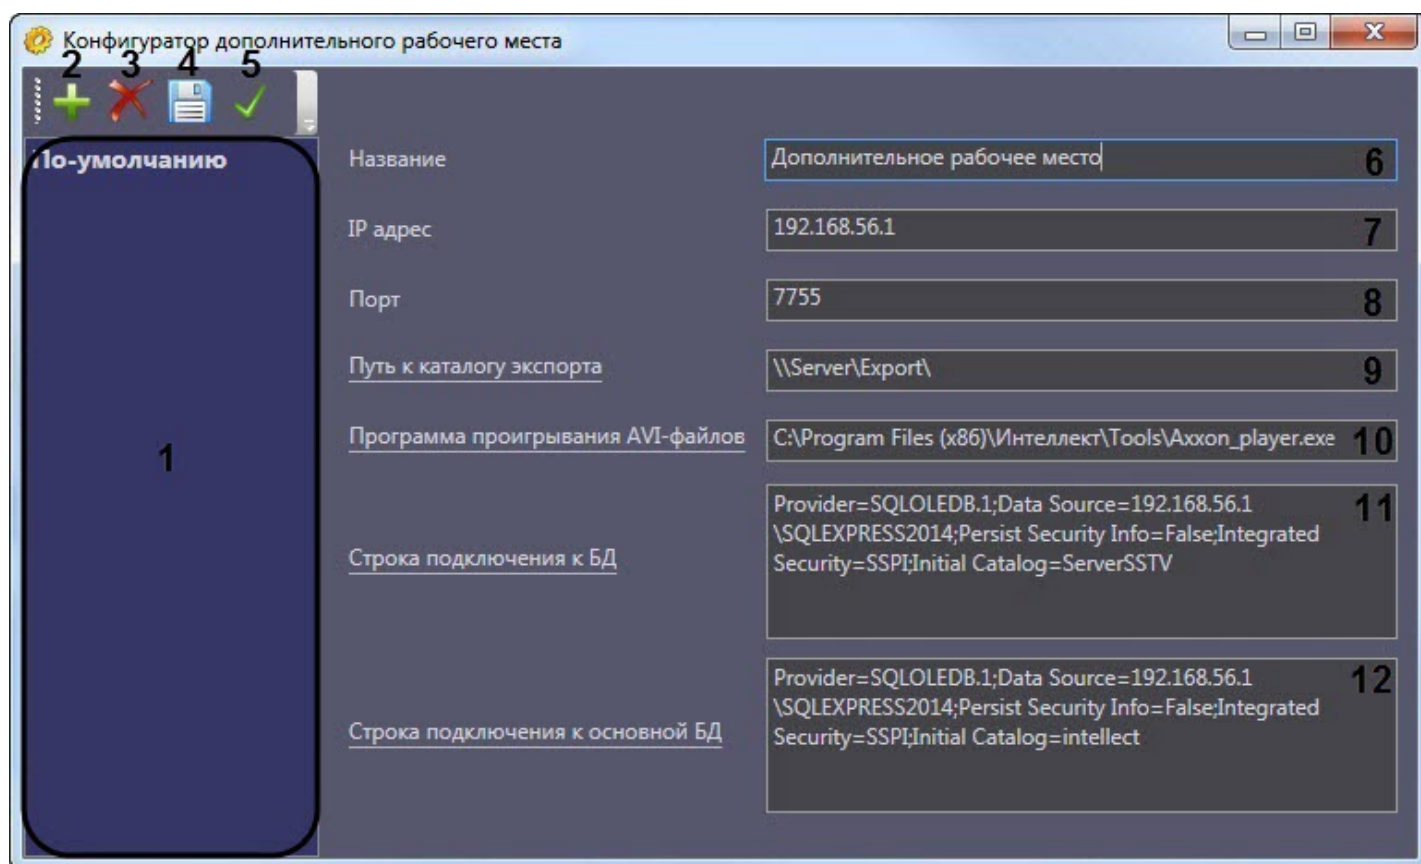 Конфигуратор дополнительного рабочего места
2 3 4 5
По-умолчанию
1
Название
Дополнительное рабочее место 6
IP адрес
192.168.56.1 7
Порт
7755 8
Путь к каталогу экспорта
\\Server\Export\ 9
Программа проигрывания AVI-файлов
C:\Program Files (x86)\Интеллект\Tools\Axxon_player.exe 10
Строка подключения к БД
Provider=SQLOLEDB.1;Data Source=192.168.56.1 11
\SQLEXPRESS2014;Persist Security Info=False;Integrated
Security=SSPI;Initial Catalog=ServerSSTV
Строка подключения к основной БД
Provider=SQLOLEDB.1;Data Source=192.168.56.1 12
\SQLEXPRESS2014;Persist Security Info=False;Integrated
Security=SSPI;Initial Catalog=intellect